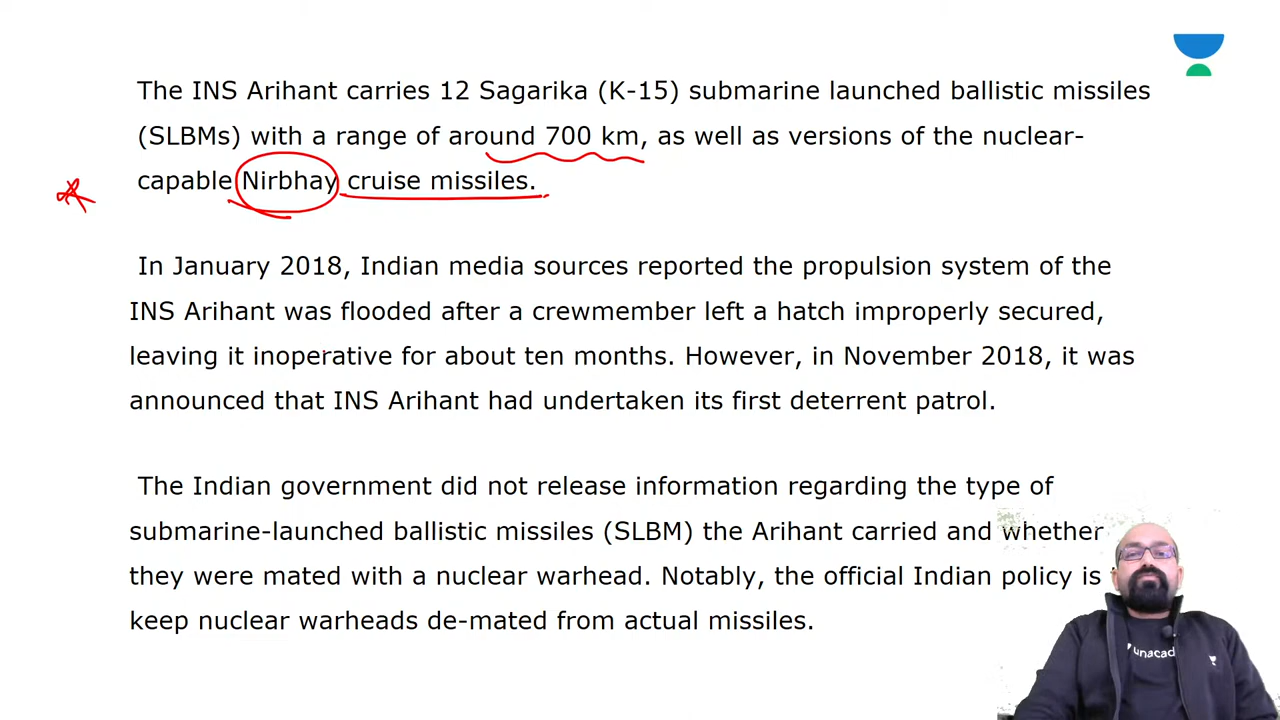 The INS Arihant carries 12 Sagarika (K-15) submarine launched ballistic missiles
(SLBMs) with a range of around 700 km, as well as versions of the nuclear-
capable Nirbhay cruise missiles.
In January 2018, Indian media sources reported the propulsion system of the
INS Arihant was flooded after a crewmember left a hatch improperly secured,
leaving it inoperative for about ten months. However, in November 2018, it was
announced that INS Arihant had undertaken its first deterrent patrol.
The Indian government did not release information regarding the type of
submarine-launched ballistic missiles (SLBM) the Arihant carried and whether
they were mated with a nuclear warhead. Notably, the official Indian policy is
keep nuclear warheads de-mated from actual missiles.
unacad